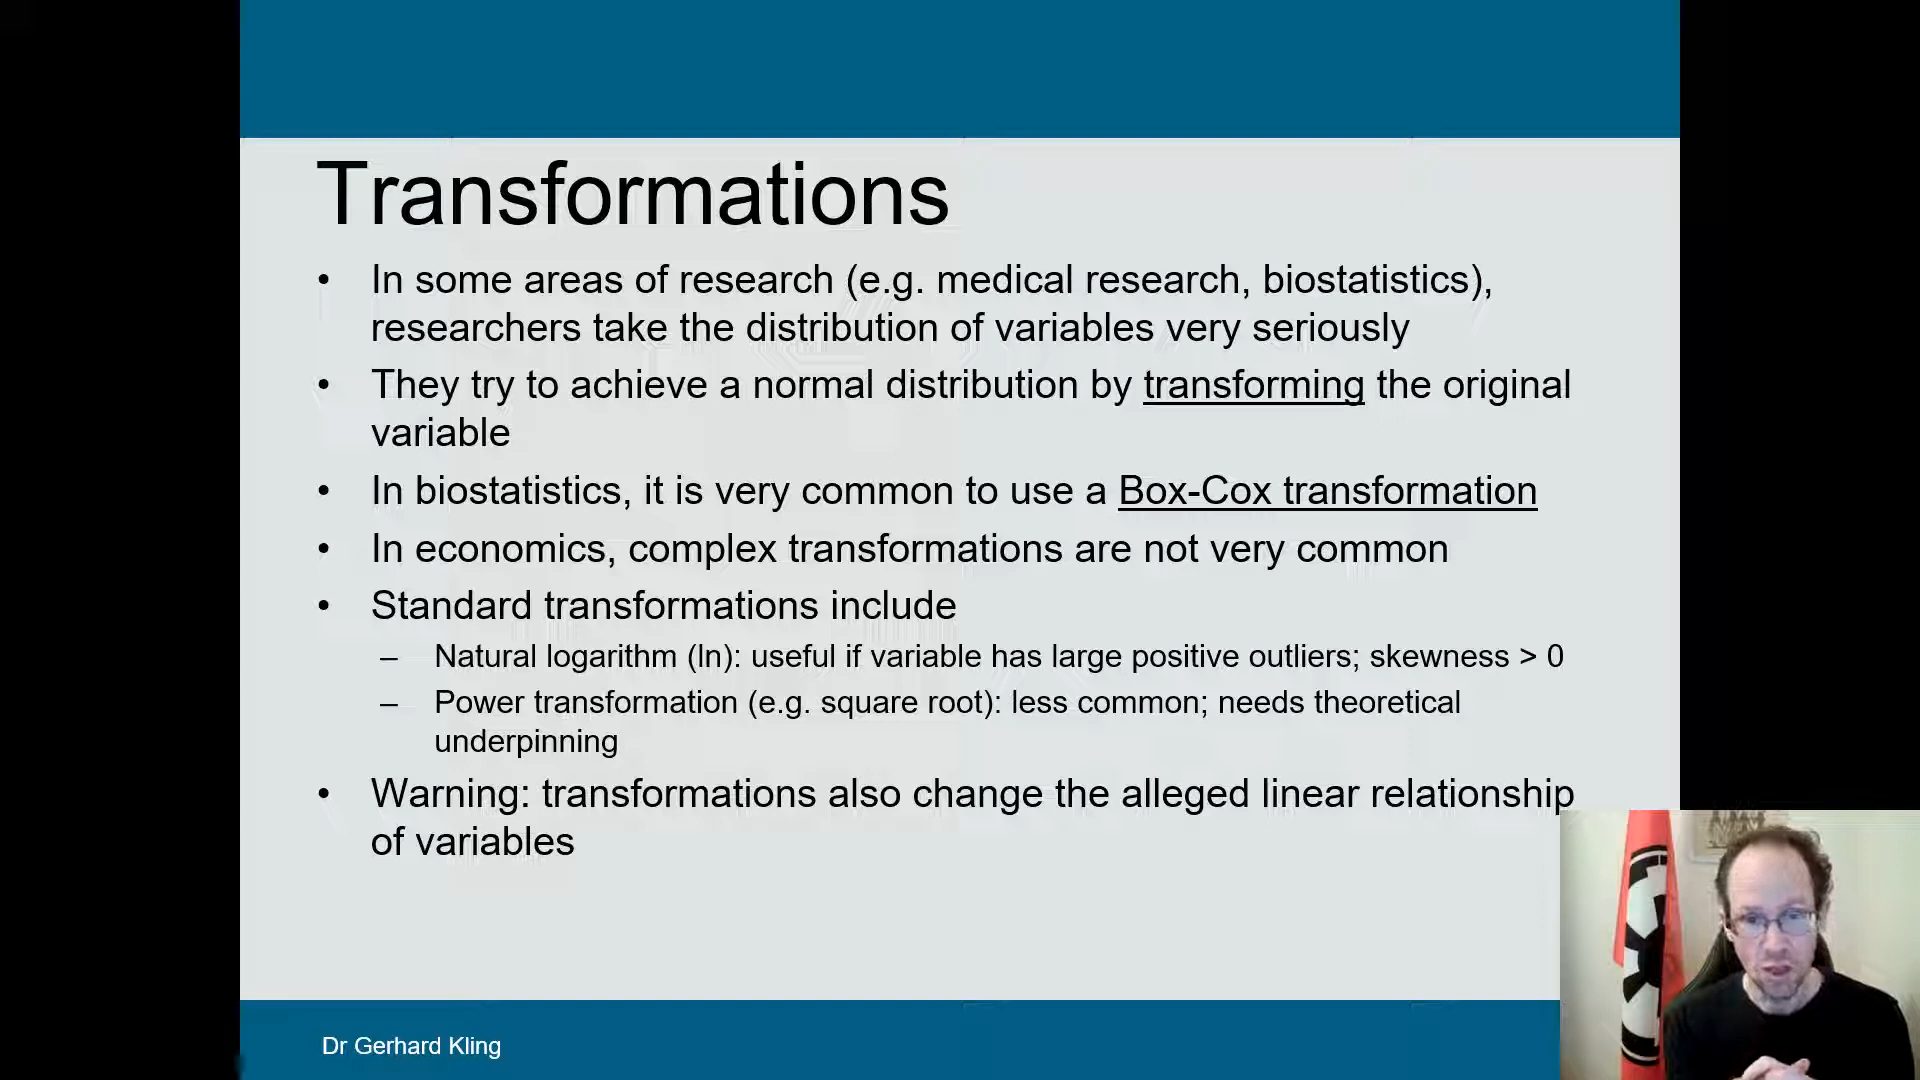 Transformations
• In some areas of research (e.g. medical research, biostatistics),
researchers take the distribution of variables very seriously
• They try to achieve a normal distribution by transforming the original
variable
• In biostatistics, it is very common to use a Box-Cox transformation
• In economics, complex transformations are not very common
• Standard transformations include
– Natural logarithm (ln): useful if variable has large positive outliers; skewness > 0
– Power transformation (e.g. square root): less common; needs theoretical
underpinning
• Warning: transformations also change the alleged linear relationship
of variables
Dr Gerhard Kling